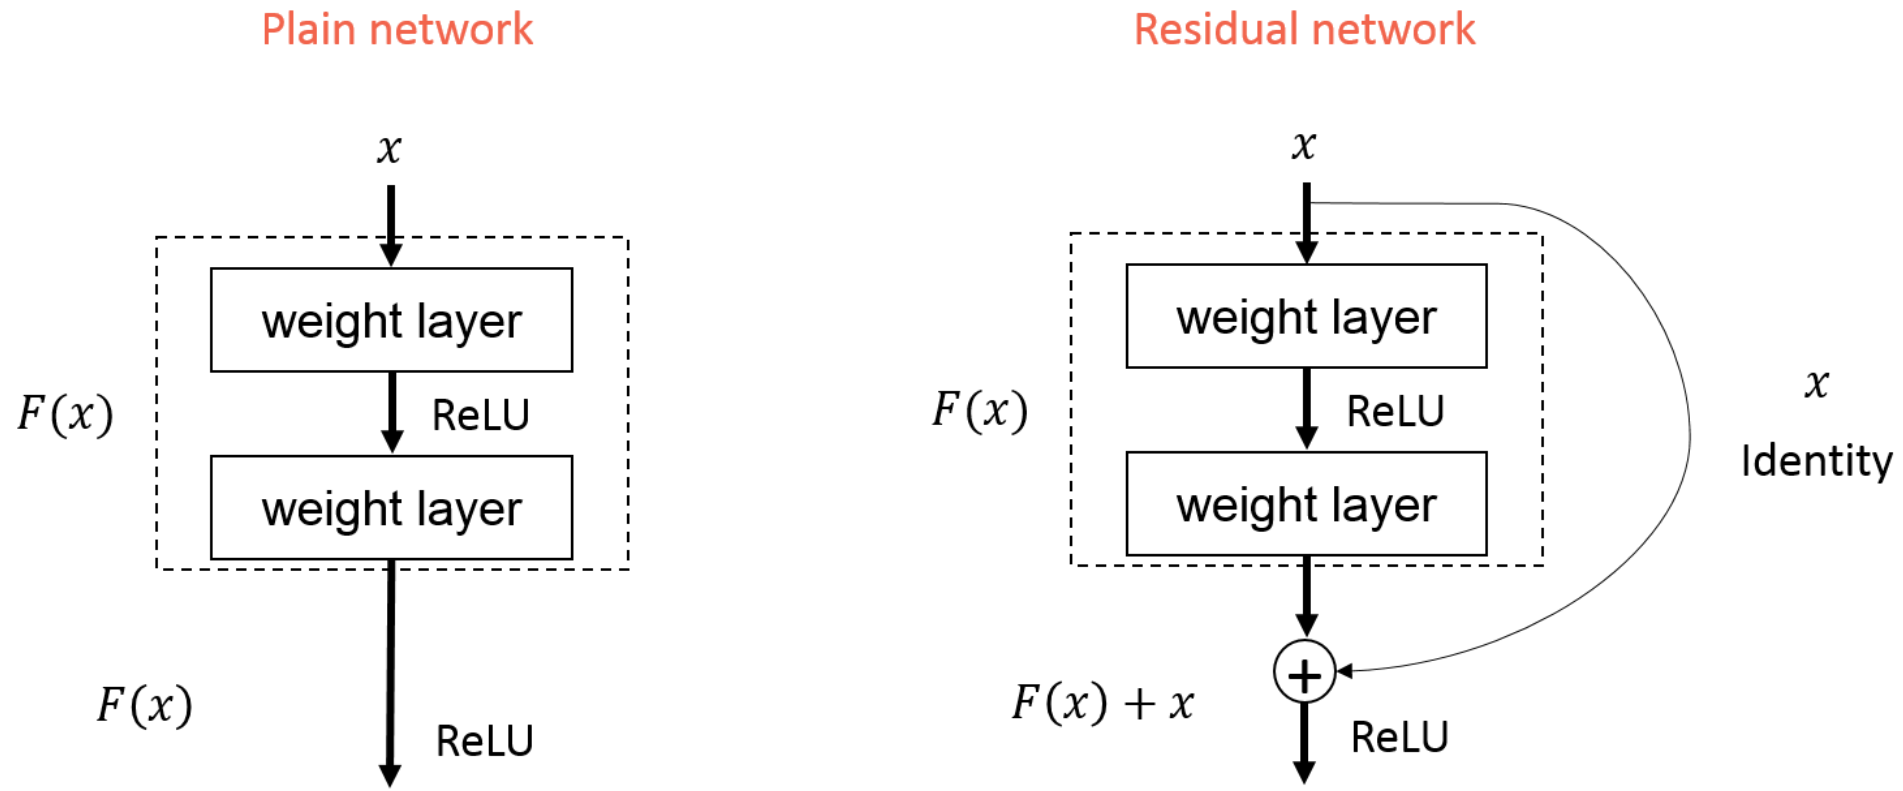 Plain network
x
weight layer
F(x)
ReLU
weight layer
F(x)
ReLU
Residual network
x
weight layer
F(x)
ReLU
x
Identity
weight layer
+
F(x) + x
ReLU